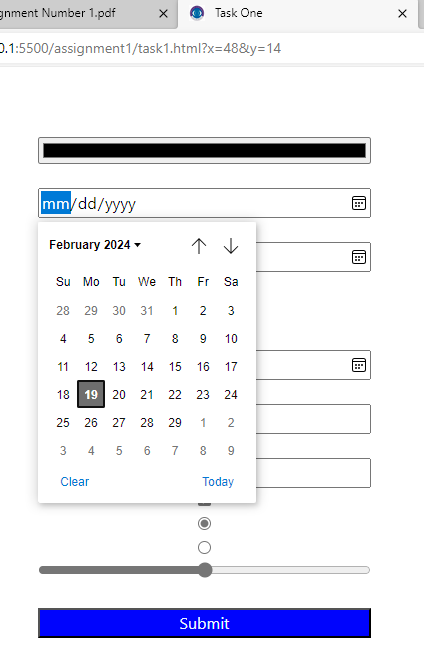 gnment Number 1.pdf
Task One
0.1:5500/assignment1/task1.html?x=48&y=14
mm/dd/yyyy
February 2024
Su Mo Tu We Th Fr Sa
28 29 30 31 1 2 3
4 5 6 7 8 9 10
11 12 13 14 15 16 17
18 19 20 21 22 23 24
25 26 27 28 29 1 2
3 4 5 6 7 8 9
Clear Today
Submit